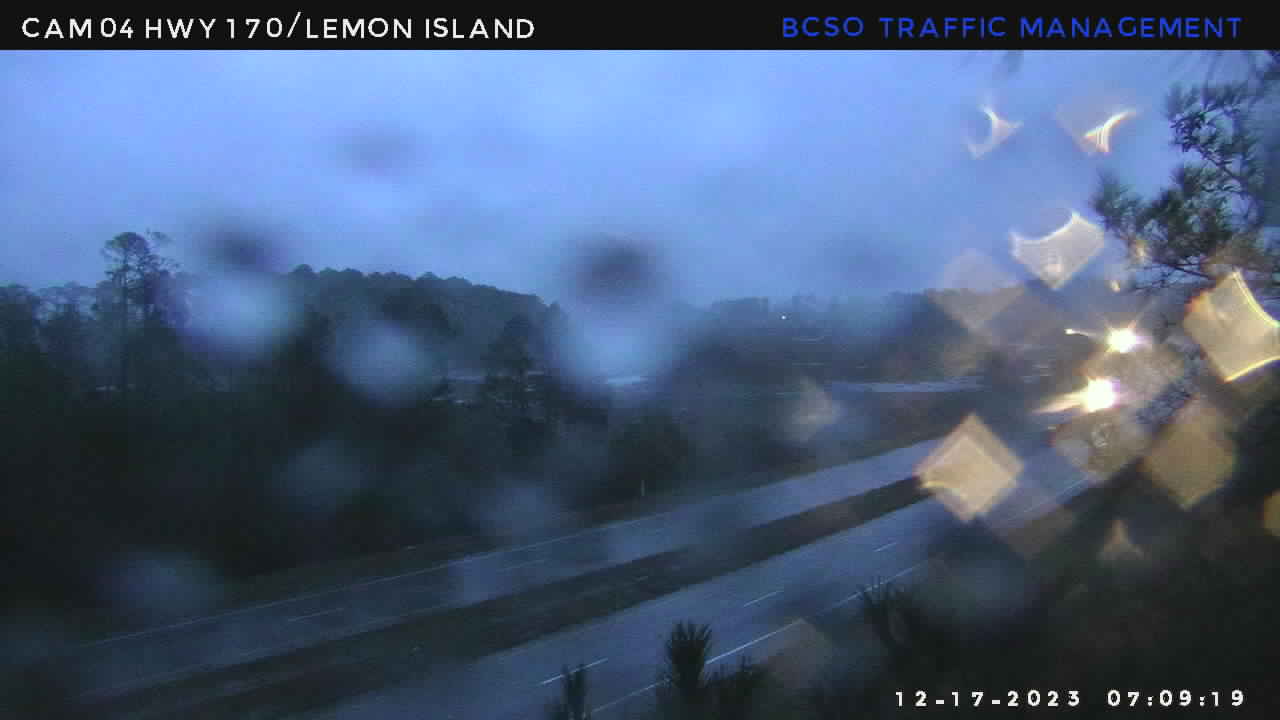 CAM04 HWY 170/LEMON ISLAND
BCSO TRAFFIC MANAGEMENT
12-17-2023 07:09:19